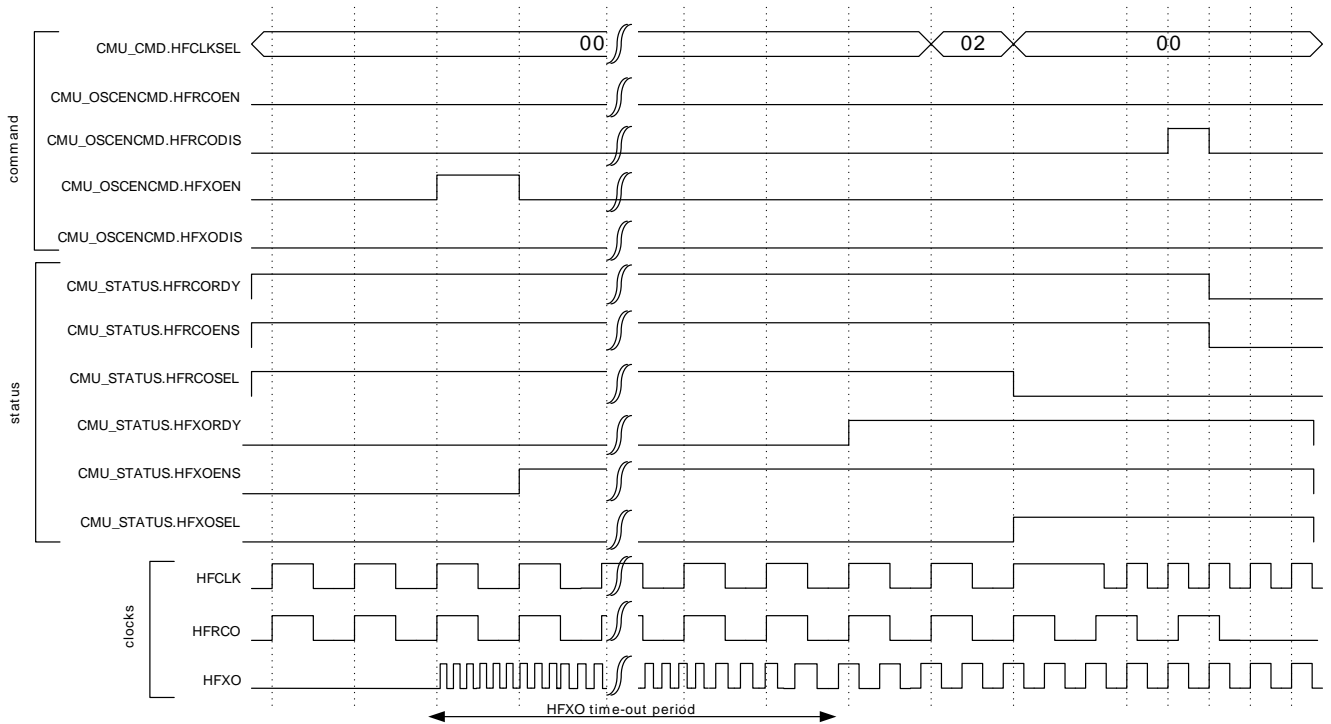 command
CMU_CMD.HFCLKSEL
00
02
00
CMU_OSCENCMD.HFRCOEN
CMU_OSCENCMD.HFRCODIS
CMU_OSCENCMD.HFXOEN
CMU_OSCENCMD.HFXODIS
status
CMU_STATUS.HFRCORDY
CMU_STATUS.HFRCOENS
CMU_STATUS.HFRCOSEL
CMU_STATUS.HFXORDY
CMU_STATUS.HFXOENS
CMU_STATUS.HFXOSEL
clocks
HFCLK
HFRCO
HFXO
HFXO time-out period